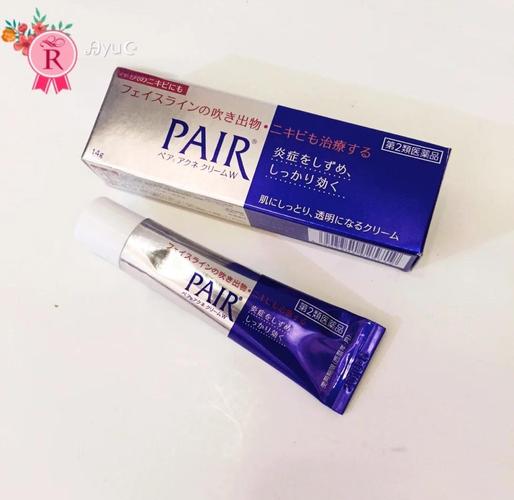 R
AyuC
フェイスラインの吹き出物・ニキビも治療する
PAIR®
ペア®アクネクリームW
14g
第2類医薬品
炎症をしずめ、
しっかり効く
肌にしっとり、透明になるクリーム
フェイスラインの吹き出物・ニキビも治療する
PAIR®
ペア®アクネクリームW
第2類医薬品
炎症をしずめ、
しっかり効く